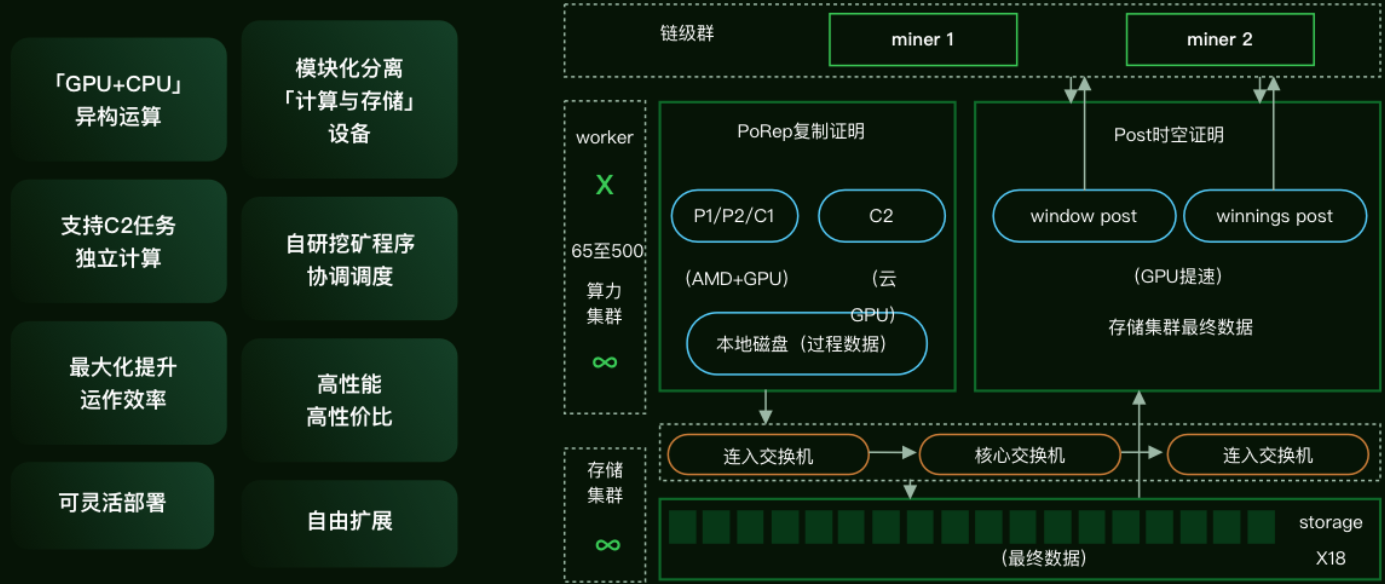 「GPU+CPU」
异构运算
模块化分离
「计算与存储」
设备
支持C2任务
独立计算
自研挖矿程序
协调调度
最大化提升
运作效率
高性能
高性价比
可灵活部署
自由扩展
链级群
miner 1
miner 2
worker
X
65至500
算力
集群
∞
PoRep复制证明
P1/P2/C1
C2
(AMD+GPU)
(云
GPU)
本地磁盘（过程数据）
Post时空证明
window post
winnings post
(GPU提速)
存储集群最终数据
连入交换机
核心交换机
连入交换机
存储
集群
∞
storage
(最终数据)
X18